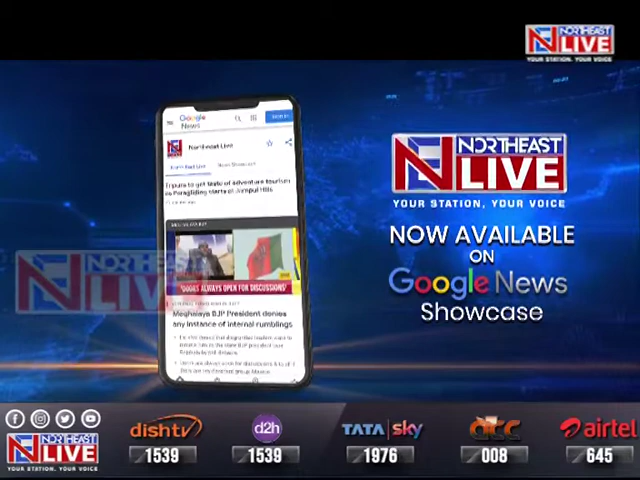 NORTHEAST
LIVE
YOUR STATION, YOUR VOICE
Google
News
Northeast Live
Tripura to get taste of adventure tourism
as Paragliding starts at Jampui Hills
'DOORS ALWAYS OPEN FOR DISCUSSIONS'
Meghalaya BJP President denies
any instance of internal rumblings
NORTHEAST
LIVE
YOUR STATION, YOUR VOICE
NOW AVAILABLE
ON
Google News
Showcase
NORTHEAST
LIVE
NORTHEAST
LIVE
YOUR STATION, YOUR VOICE
dishtv
1539
d2h
1539
TATA sky
1976
008
airtel
645